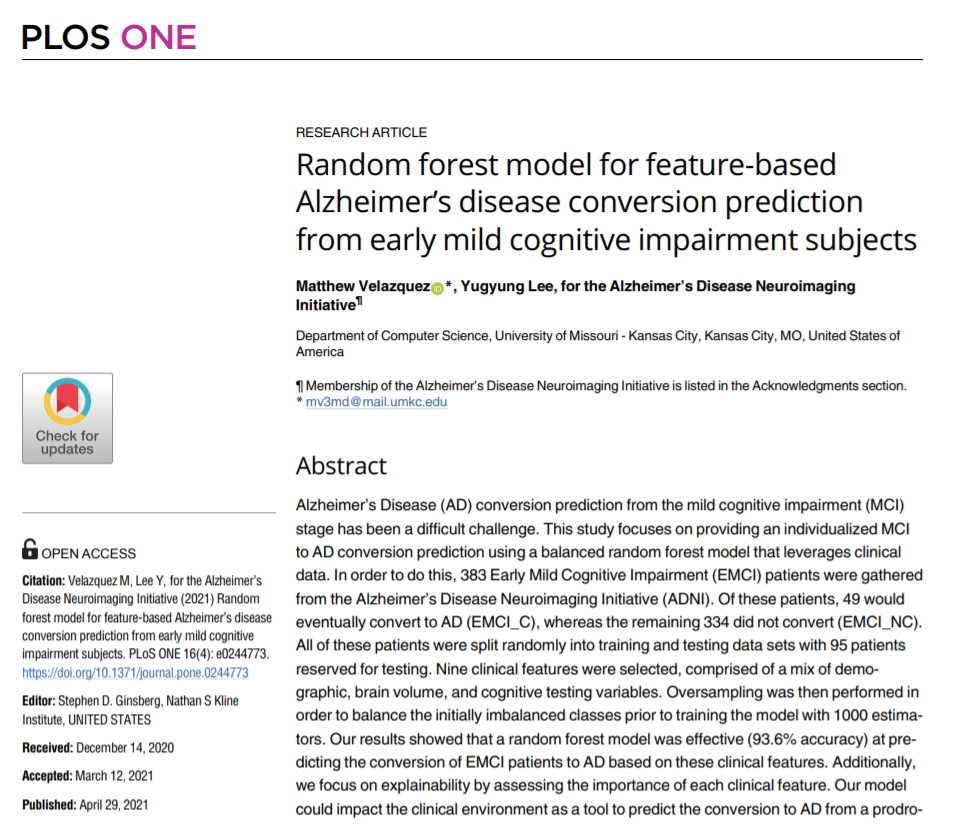 PLOS ONE
RESEARCH ARTICLE
Random forest model for feature-based
Alzheimer's disease conversion prediction
from early mild cognitive impairment subjects
Matthew Velazquez iD *, Yugyung Lee, for the Alzheimer's Disease Neuroimaging
Initiative¶
Department of Computer Science, University of Missouri - Kansas City, Kansas City, MO, United States of
America
¶ Membership of the Alzheimer's Disease Neuroimaging Initiative is listed in the Acknowledgments section.
* mv3md@mail.umkc.edu
Check for
updates
OPEN ACCESS
Citation: Velazquez M, Lee Y, for the Alzheimer's
Disease Neuroimaging Initiative (2021) Random
forest model for feature-based Alzheimer's disease
conversion prediction from early mild cognitive
impairment subjects. PLoS ONE 16(4): e0244773.
https://doi.org/10.1371/journal.pone.0244773
Editor: Stephen D. Ginsberg, Nathan S Kline
Institute, UNITED STATES
Received: December 14, 2020
Accepted: March 12, 2021
Published: April 29, 2021
Abstract
Alzheimer's Disease (AD) conversion prediction from the mild cognitive impairment (MCI)
stage has been a difficult challenge. This study focuses on providing an individualized MCI
to AD conversion prediction using a balanced random forest model that leverages clinical
data. In order to do this, 383 Early Mild Cognitive Impairment (EMCI) patients were gathered
from the Alzheimer's Disease Neuroimaging Initiative (ADNI). Of these patients, 49 would
eventually convert to AD (EMCI_C), whereas the remaining 334 did not convert (EMCI_NC).
All of these patients were split randomly into training and testing data sets with 95 patients
reserved for testing. Nine clinical features were selected, comprised of a mix of demo-
graphic, brain volume, and cognitive testing variables. Oversampling was then performed in
order to balance the initially imbalanced classes prior to training the model with 1000 estima-
tors. Our results showed that a random forest model was effective (93.6% accuracy) at pre-
dicting the conversion of EMCI patients to AD based on these clinical features. Additionally,
we focus on explainability by assessing the importance of each clinical feature. Our model
could impact the clinical environment as a tool to predict the conversion to AD from a prodro-